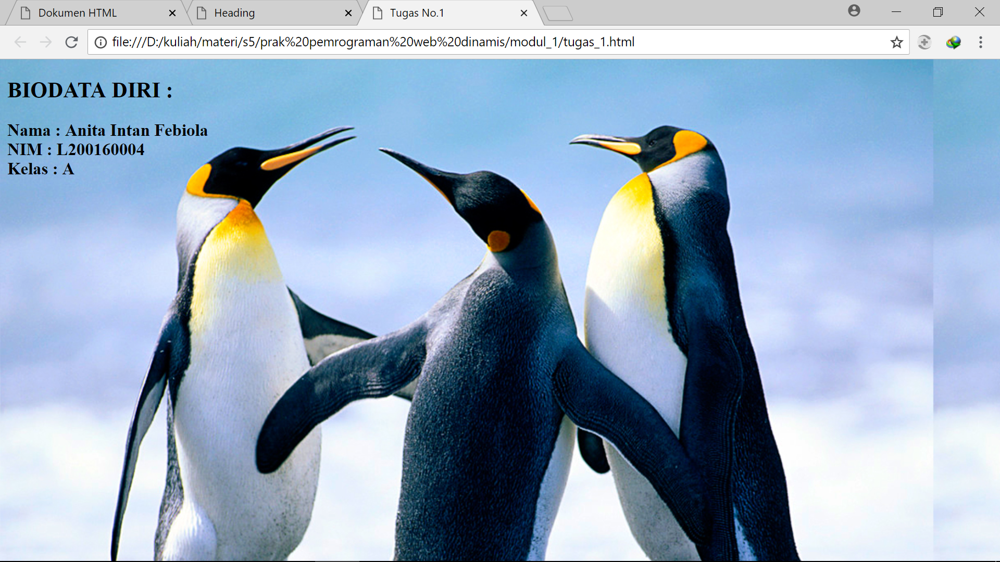 Dokumen HTML
Heading
Tugas No.1
file:///D:/kuliah/materi/s5/prak%20pemrograman%20web%20dinamis/modul_1/tugas_1.html
BIODATA DIRI :
Nama : Anita Intan Febiola
NIM : L200160004
Kelas : A